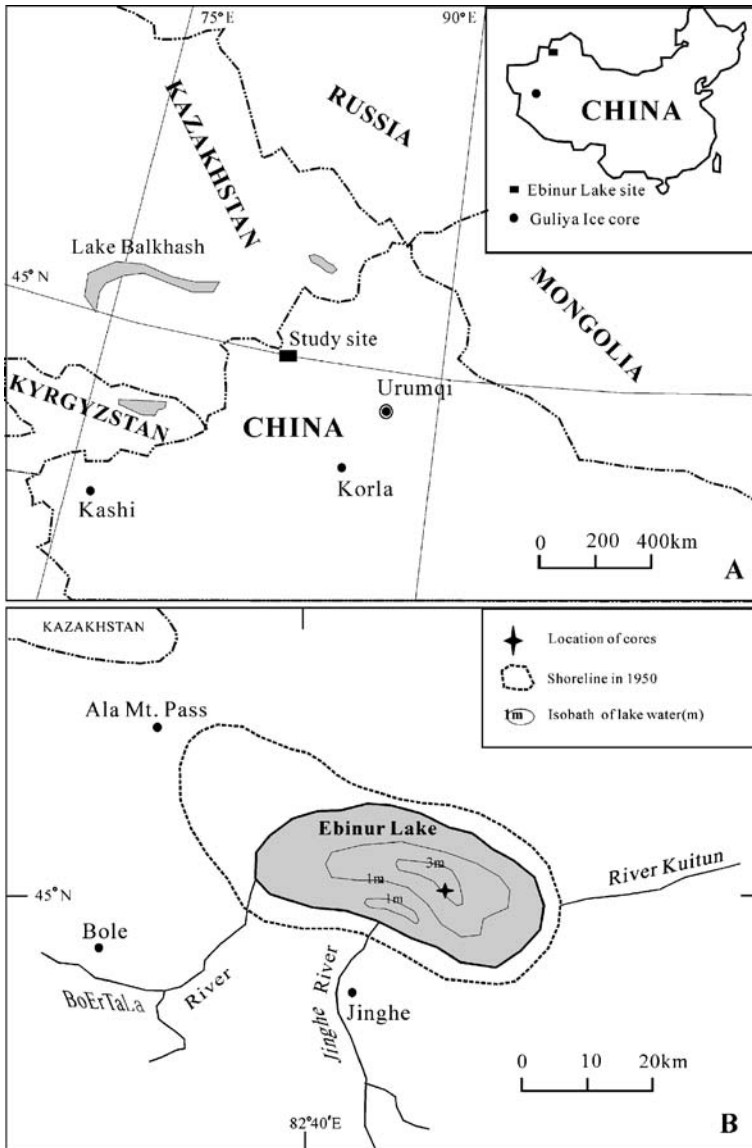 75°E
90°E
KAZAKHSTAN
RUSSIA
CHINA
Ebinur Lake site
Guliya Ice core
Lake Balkhash
45° N
MONGOLIA
Study site
KYRGYZSTAN
Urumqi
CHINA
Korla
Kashi
0 200 400km
A
KAZAKHSTAN
Location of cores
Shoreline in 1950
1m Isobath of lake water(m)
Ala Mt. Pass
Ebinur Lake
3m
1m
1m
River Kuitun
45°N
Bole
BoErTaLa River
Jinghe River
Jinghe
0 10 20km
82°40′E
B